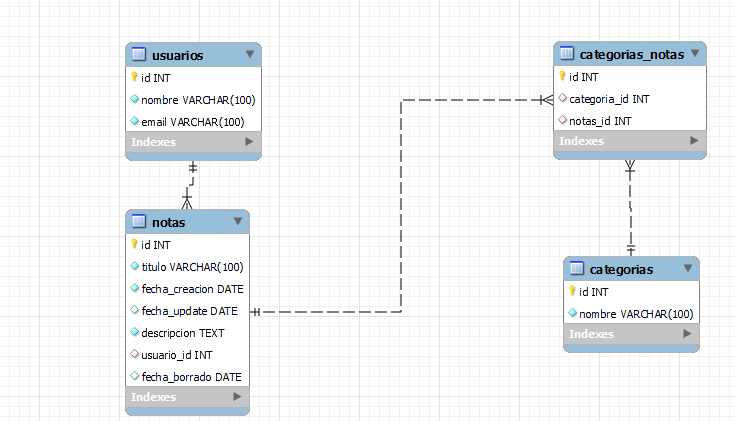 usuarios
id INT
nombre VARCHAR(100)
email VARCHAR(100)
Indexes
notas
id INT
titulo VARCHAR(100)
fecha_creacion DATE
fecha_update DATE
descripcion TEXT
usuario_id INT
fecha_borrado DATE
Indexes
categorias_notas
id INT
categoria_id INT
notas_id INT
Indexes
categorias
id INT
nombre VARCHAR(100)
Indexes